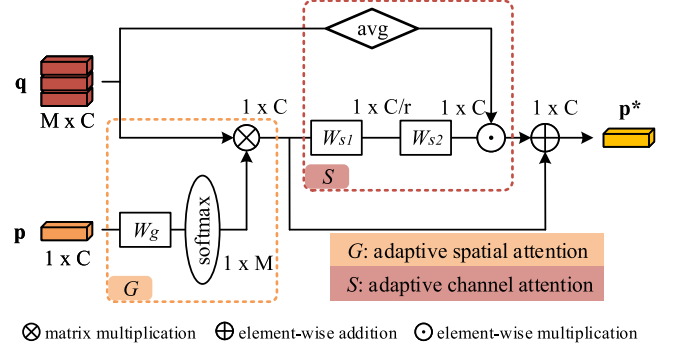 avg
q
M x C
1 x C
1 x C/r
1 x C
1 x C
p*
Ws1
Ws2
S
p
1 x C
Wg
softmax
1 x M
G
G: adaptive spatial attention
S: adaptive channel attention
matrix multiplication
element-wise addition
element-wise multiplication